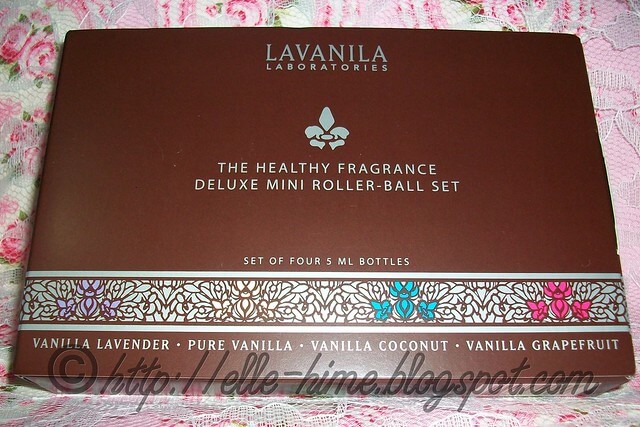 LAVANILA
LABORATORIES
THE HEALTHY FRAGRANCE
DELUXE MINI ROLLER-BALL SET
SET OF FOUR 5 ML BOTTLES
VANILLA LAVENDER • PURE VANILLA • VANILLA COCONUT • VANILLA GRAPEFRUIT
© http://elle-hime.blogspot.com